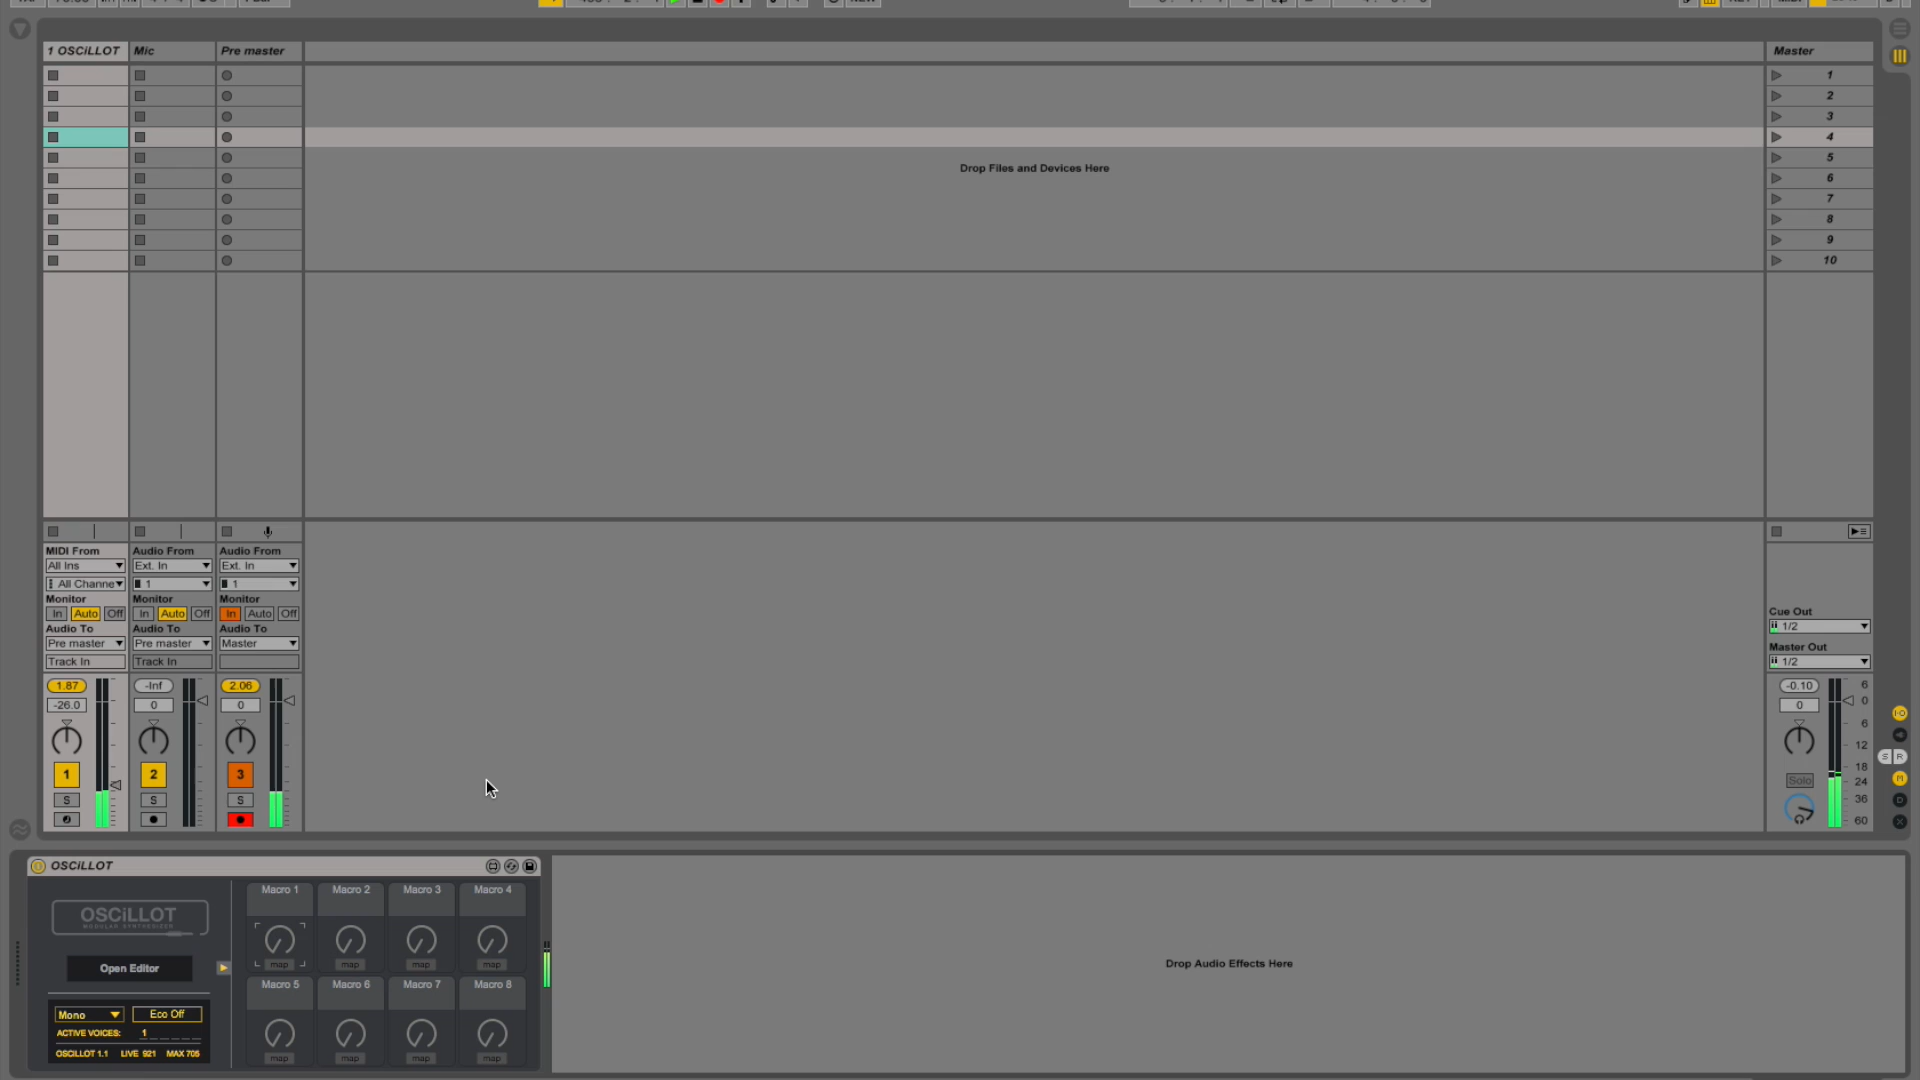 1 OSCiLLOT Mic Pre master Master
1
2
3
4
5
Drop Files and Devices Here
6
7
8
9
10
MIDI From Audio From Audio From
All Ins Ext. In Ext. In
All Channe 1 1
Monitor Monitor Monitor
In Auto Off In Auto Off In Auto Off
Cue Out
Audio To Audio To Audio To
1/2
Pre master Pre master Master
Master Out
Track In Track In
1/2
1.87 -Inf 2.06 -0.10 6
-26.0 0 0 0 0
6
12
S R
18
1 2 3 Solo 24
S S S 36
60
OSCiLLOT
Macro 1 Macro 2 Macro 3 Macro 4
OSCiLLOT
MODULAR SYNTHESIZER
map map map map
Open Editor
Drop Audio Effects Here
Macro 5 Macro 6 Macro 7 Macro 8
Mono Eco Off
ACTIVE VOICES: 1
OSCILLOT 1.1 LIVE 921 MAX 705
map map map map